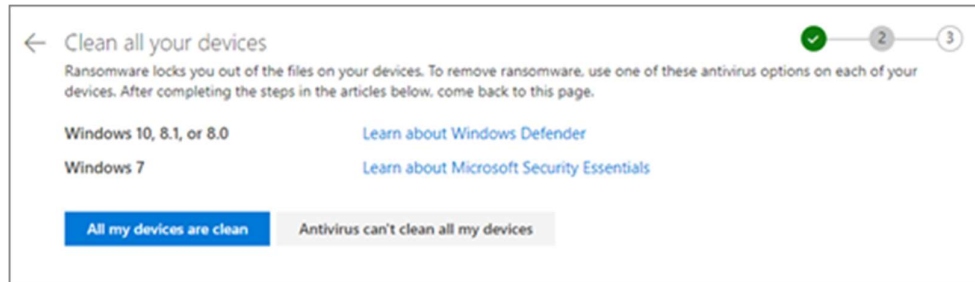 Clean all your devices
2
3
Ransomware locks you out of the files on your devices. To remove ransomware, use one of these antivirus options on each of your
devices. After completing the steps in the articles below, come back to this page.
Windows 10, 8.1, or 8.0 Learn about Windows Defender
Windows 7 Learn about Microsoft Security Essentials
All my devices are clean Antivirus can't clean all my devices